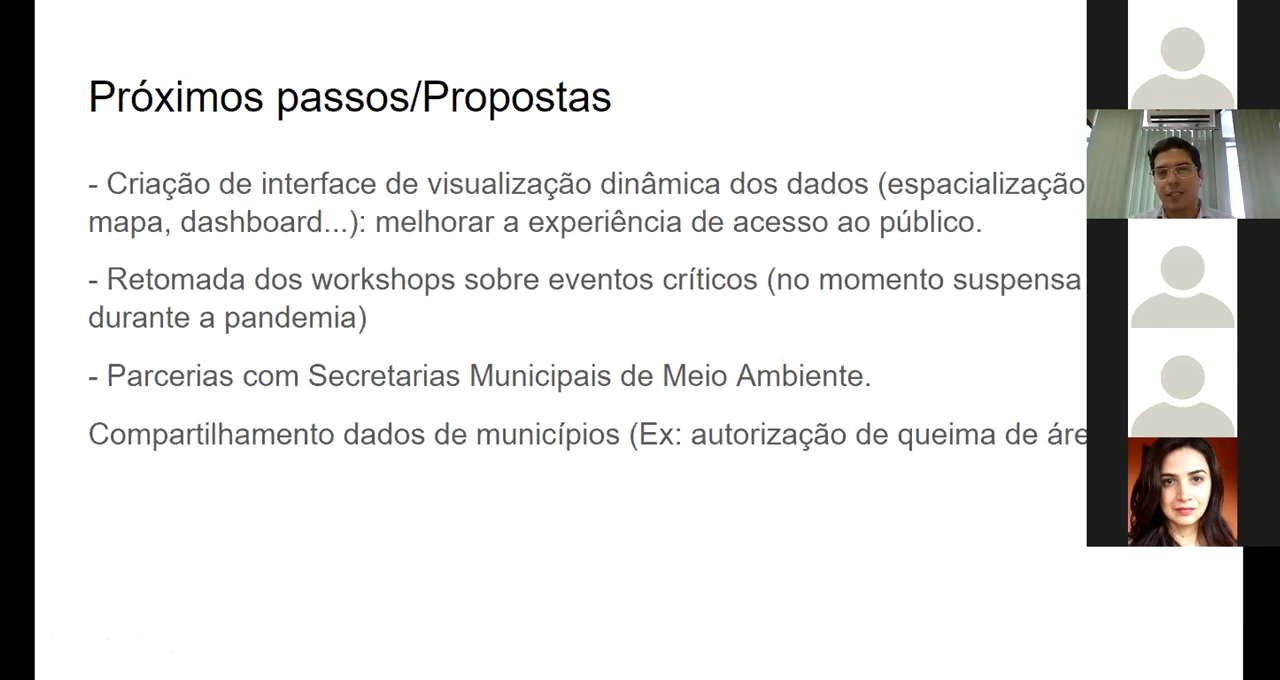 Próximos passos/Propostas
- Criação de interface de visualização dinâmica dos dados (espacialização
mapa, dashboard...): melhorar a experiência de acesso ao público.
- Retomada dos workshops sobre eventos críticos (no momento suspensa
durante a pandemia)
- Parcerias com Secretarias Municipais de Meio Ambiente.
Compartilhamento dados de municípios (Ex: autorização de queima de